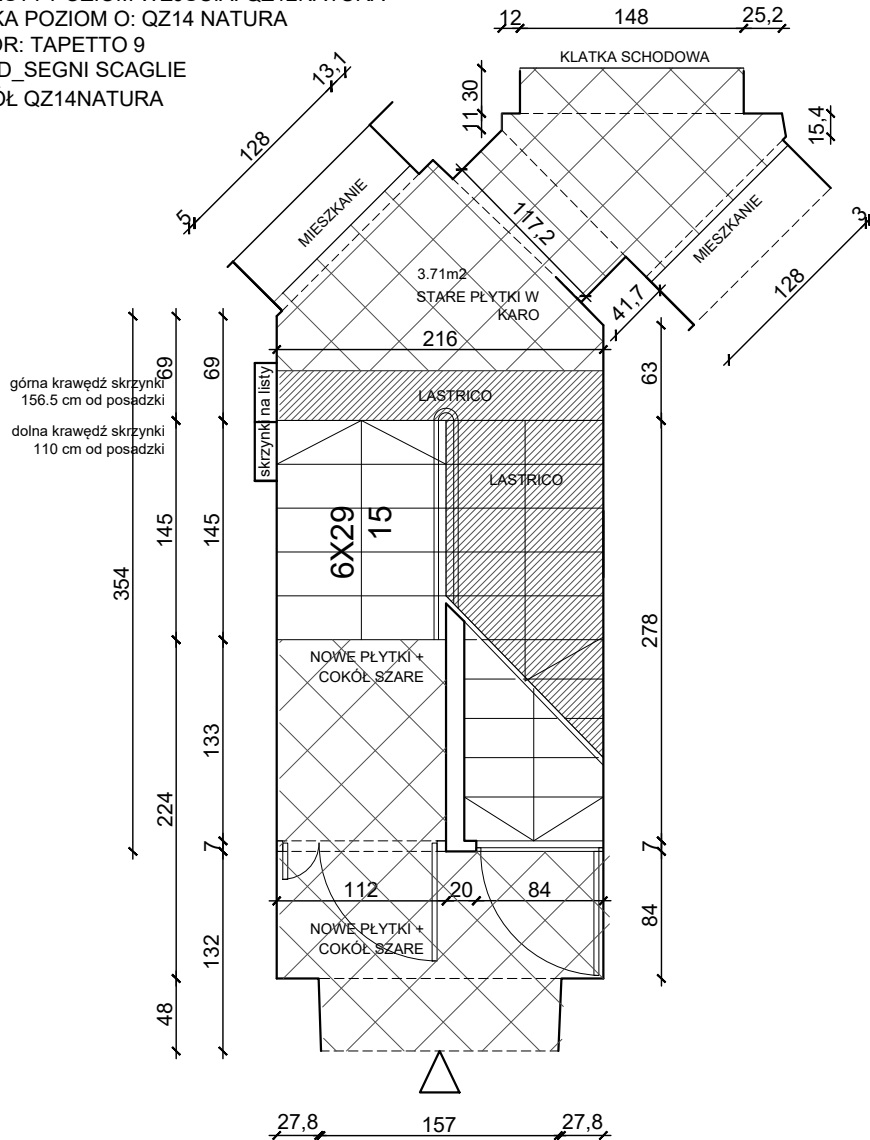 KA POZIOM O: QZ14 NATURA
OR: TAPETTO 9
D_SEGNI SCAGLIE
ÓŁ QZ14NATURA
12
148
25,2
KLATKA SCHODOWA
13,1
128
5
MIESZKANIE
11
30
15,4
117,2
MIESZKANIE
3
128
41,7
3.71m2
STARE PŁYTKI W
KARO
216
69
69
63
górna krawędź skrzynki
156.5 cm od posadzki
dolna krawędź skrzynki
110 cm od posadzki
skrzynki na listy
LASTRICO
LASTRICO
6X29
15
145
145
354
278
NOWE PŁYTKI +
COKÓŁ SZARE
133
224
7
7
112
20
84
84
NOWE PŁYTKI +
COKÓŁ SZARE
132
48
27,8
157
27,8